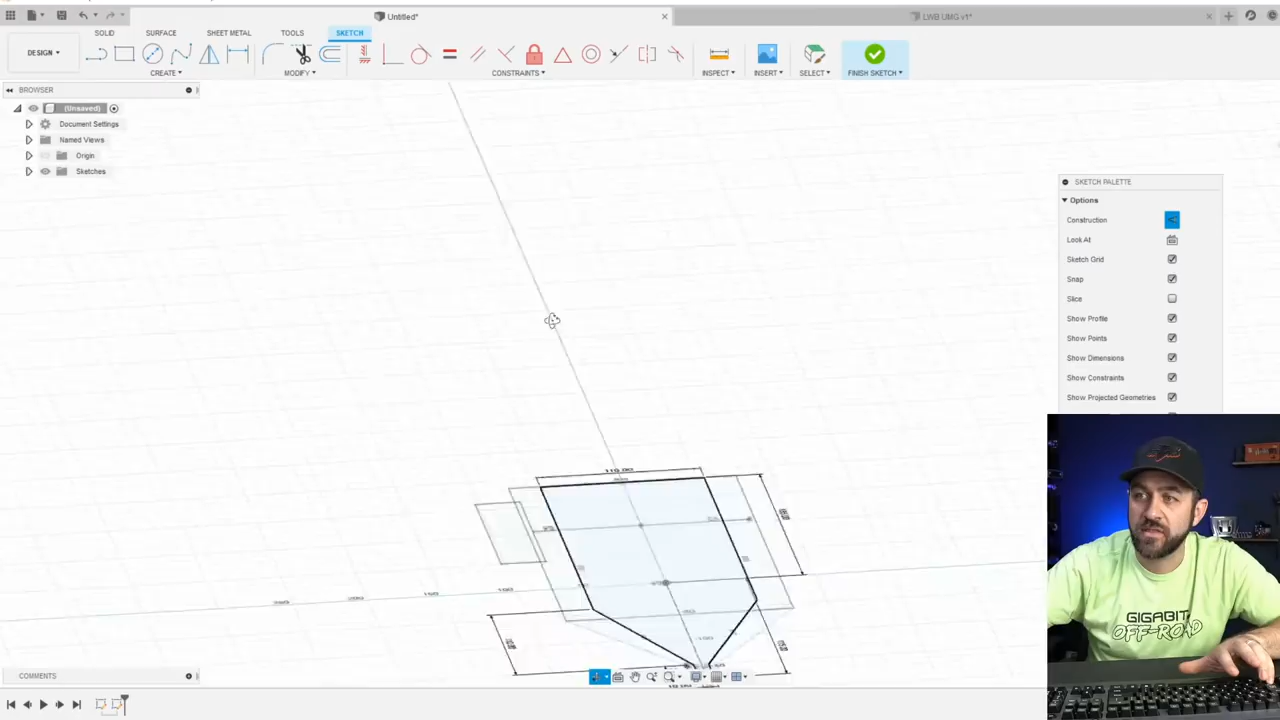 Untitled*
LWB UMG v1*
SOLID
SURFACE
SHEET METAL
TOOLS
SKETCH
DESIGN
CREATE
MODIFY
CONSTRAINTS
INSPECT
INSERT
SELECT
FINISH SKETCH
BROWSER
(Unsaved)
Document Settings
Named Views
Origin
Sketches
SKETCH PALETTE
Options
Construction
Look At
Sketch Grid
Snap
Slice
Show Profile
Show Points
Show Dimensions
Show Constraints
Show Projected Geometries
GIGABIT
OFF-ROAD
COMMENTS